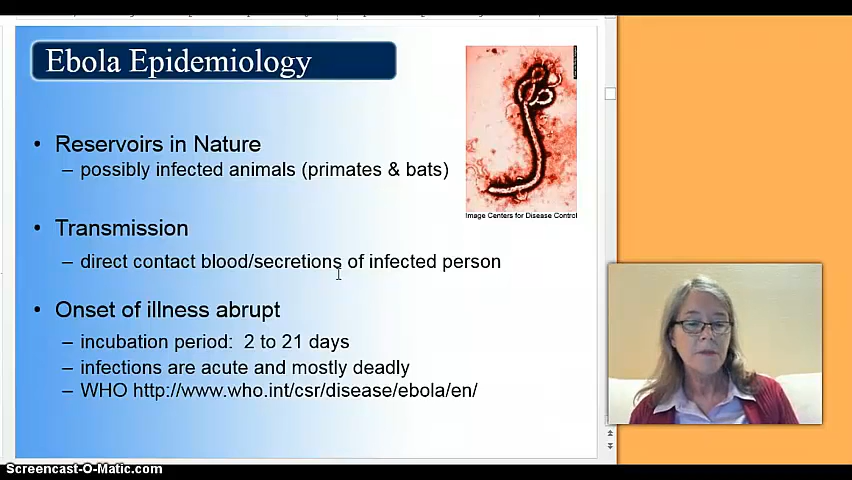 Ebola Epidemiology
• Reservoirs in Nature
– possibly infected animals (primates & bats)
Image Centers for Disease Control
• Transmission
– direct contact blood/secretions of infected person
• Onset of illness abrupt
– incubation period: 2 to 21 days
– infections are acute and mostly deadly
– WHO http://www.who.int/csr/disease/ebola/en/
Screencast-O-Matic.com